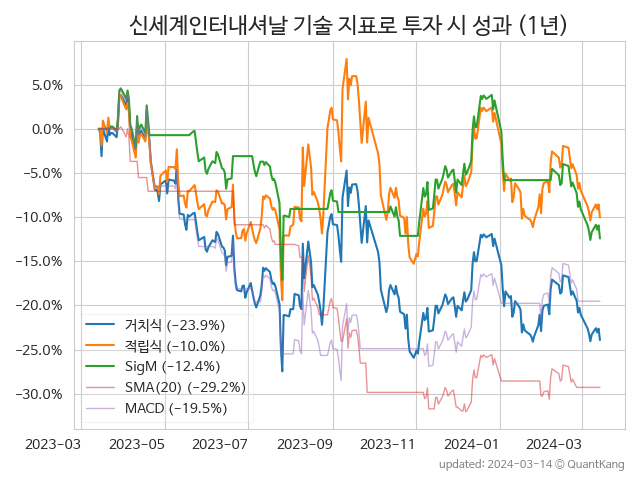 신세계인터내셔날 기술 지표로 투자 시 성과 (1년)
5.0%
0.0%
−5.0%
−10.0%
−15.0%
−20.0%
−25.0%
−30.0%
거치식 (−23.9%)
적립식 (−10.0%)
SigM (−12.4%)
SMA(20) (−29.2%)
MACD (−19.5%)
2023−03 2023−05 2023−07 2023−09 2023−11 2024−01 2024−03
updated: 2024−03−14 © QuantKang